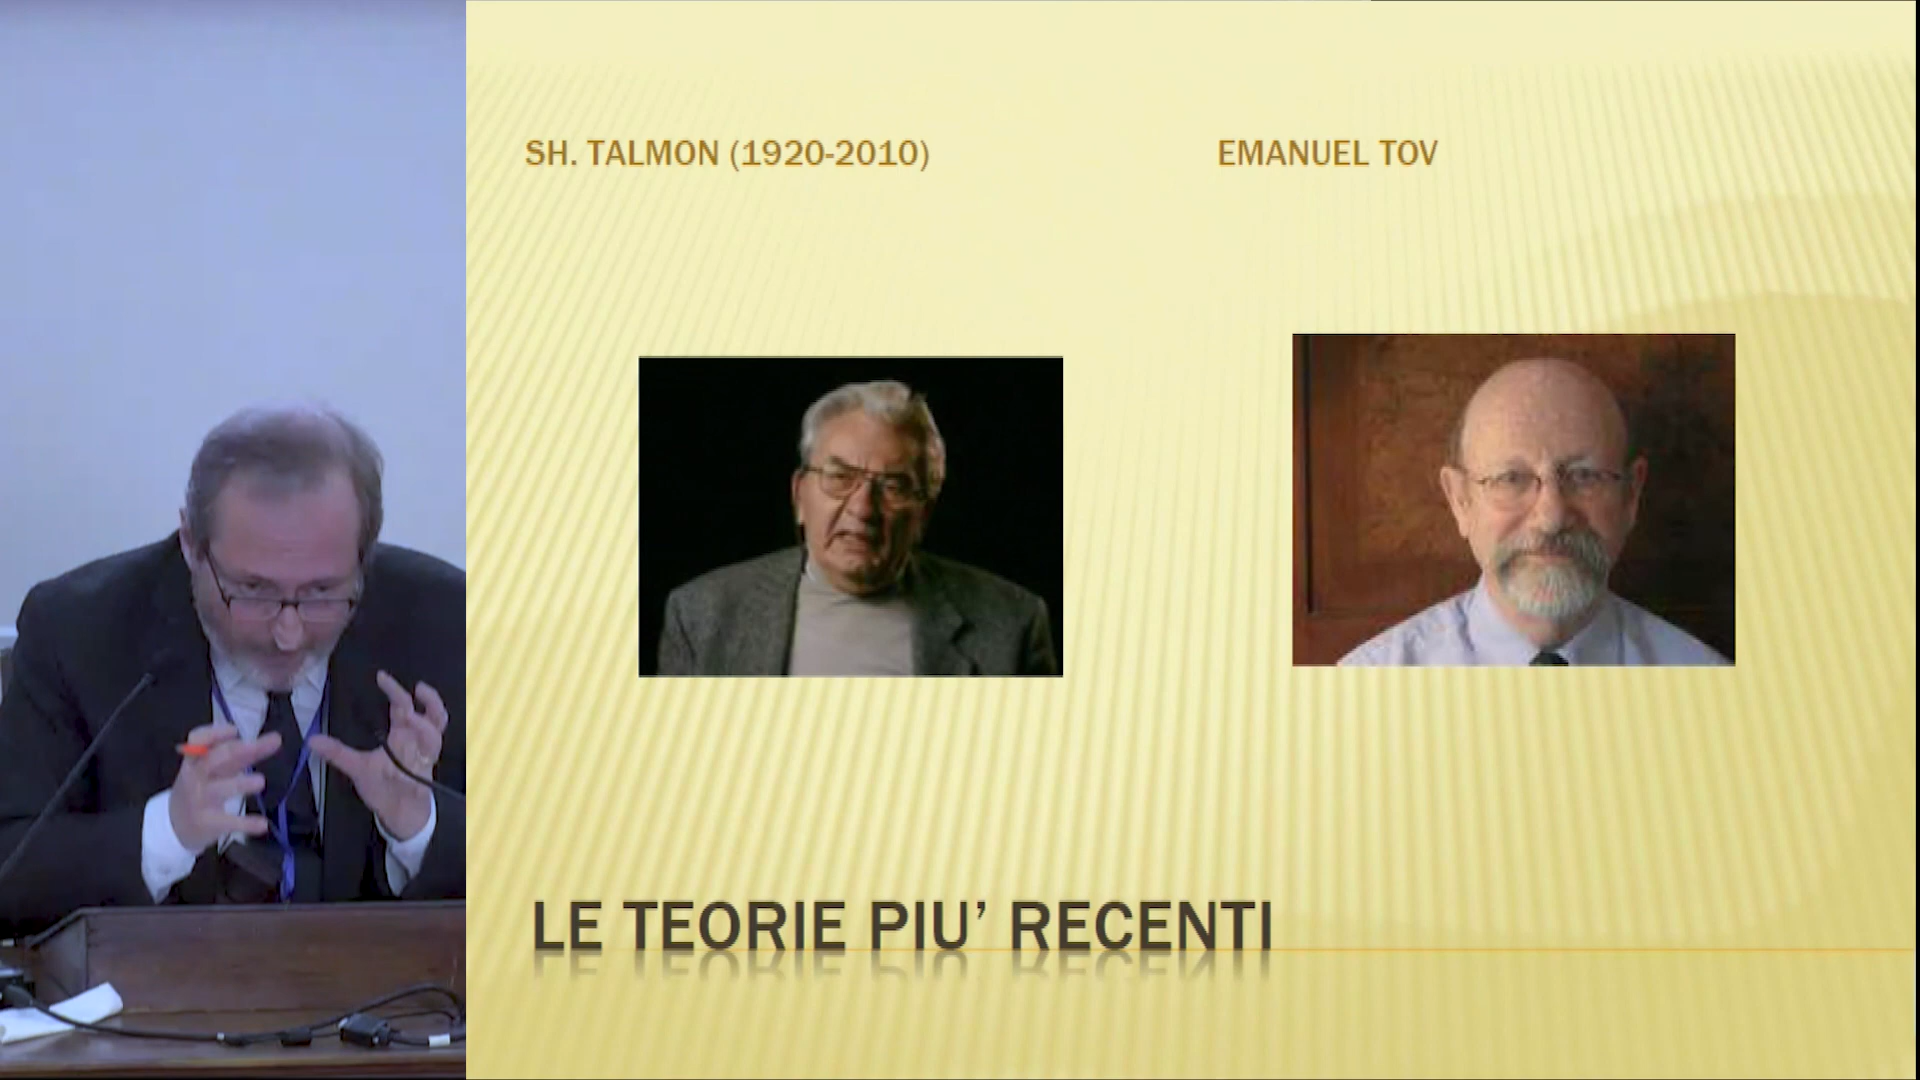 SH. TALMON (1920-2010)
EMANUEL TOV
LE TEORIE PIU’ RECENTI